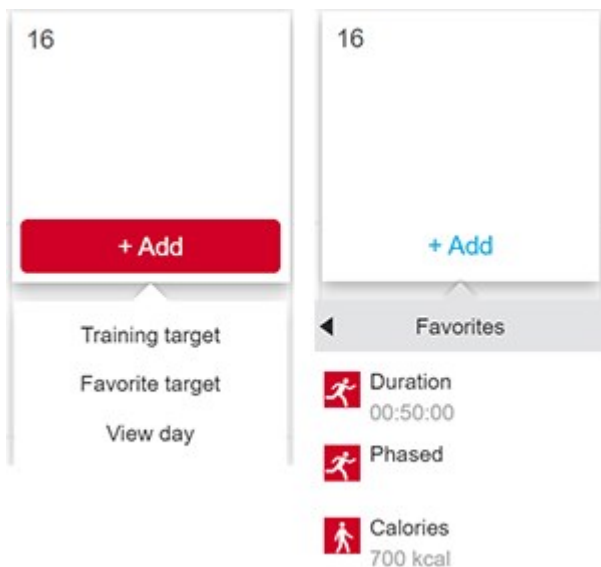 16
+ Add
Training target
Favorite target
View day
16
+ Add
Favorites
Duration
00:50:00
Phased
Calories
700 kcal